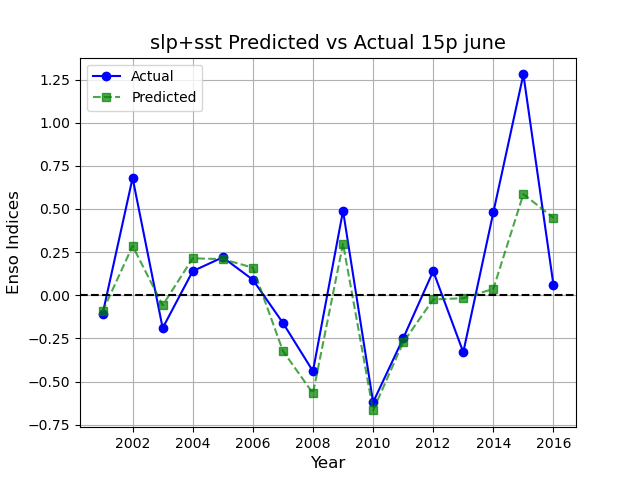 slp+sst Predicted vs Actual 15p june
Actual
Predicted
1.25
1.00
0.75
0.50
0.25
0.00
−0.25
−0.50
−0.75
Enso Indices
2002 2004 2006 2008 2010 2012 2014 2016
Year